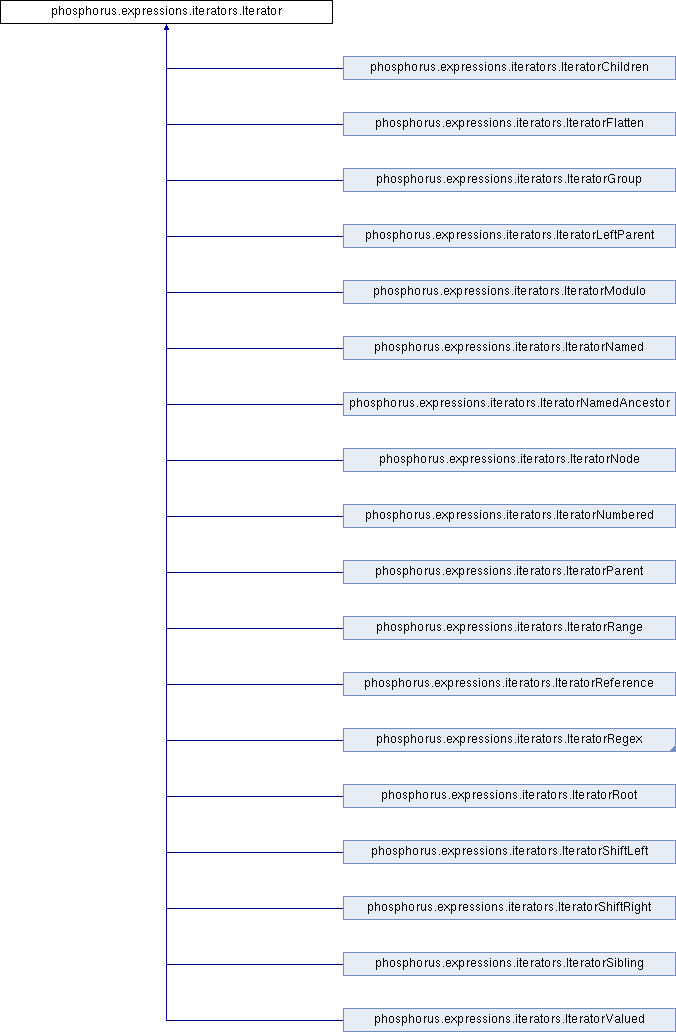 phosphorus.expressions.iterators.Iterator
phosphorus.expressions.iterators.IteratorChildren
phosphorus.expressions.iterators.IteratorFlatten
phosphorus.expressions.iterators.IteratorGroup
phosphorus.expressions.iterators.IteratorLeftParent
phosphorus.expressions.iterators.IteratorModulo
phosphorus.expressions.iterators.IteratorNamed
phosphorus.expressions.iterators.IteratorNamedAncestor
phosphorus.expressions.iterators.IteratorNode
phosphorus.expressions.iterators.IteratorNumbered
phosphorus.expressions.iterators.IteratorParent
phosphorus.expressions.iterators.IteratorRange
phosphorus.expressions.iterators.IteratorReference
phosphorus.expressions.iterators.IteratorRegex
phosphorus.expressions.iterators.IteratorRoot
phosphorus.expressions.iterators.IteratorShiftLeft
phosphorus.expressions.iterators.IteratorShiftRight
phosphorus.expressions.iterators.IteratorSibling
phosphorus.expressions.iterators.IteratorValued